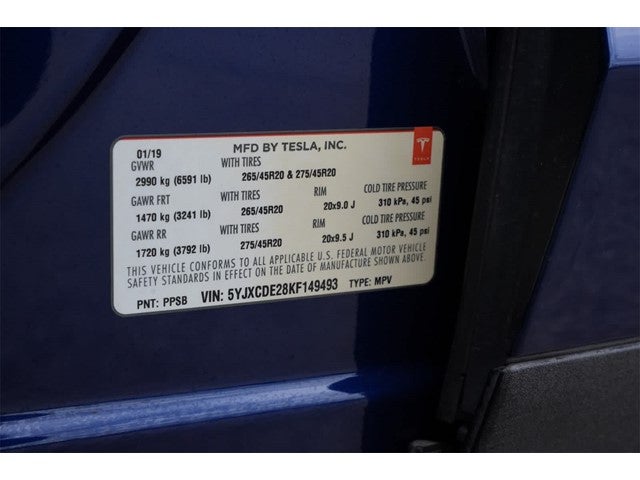 01/19 MFD BY TESLA, INC.
GVWR WITH TIRES
2990 kg (6591 lb) 265/45R20 & 275/45R20
GAWR FRT WITH TIRES RIM COLD TIRE PRESSURE
1470 kg (3241 lb) 265/45R20 20x9.0 J 310 kPa, 45 psi
GAWR RR WITH TIRES RIM COLD TIRE PRESSURE
1720 kg (3792 lb) 275/45R20 20x9.5 J 310 kPa, 45 psi
THIS VEHICLE CONFORMS TO ALL APPLICABLE U.S. FEDERAL MOTOR VEHICLE
SAFETY STANDARDS IN EFFECT ON THE DATE OF MANUFACTURE SHOWN ABOVE.
PNT: PPSB VIN: 5YJXCDE28KF149493 TYPE: MPV
TESLA